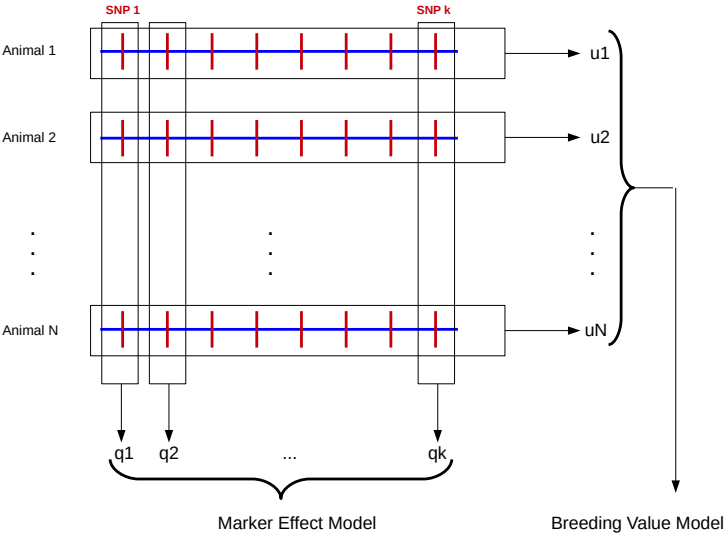 SNP 1 SNP k
Animal 1 u1
Animal 2 u2
. . .
. . .
. . .
Animal N uN
q1 q2 ... qk
Marker Effect Model Breeding Value Model